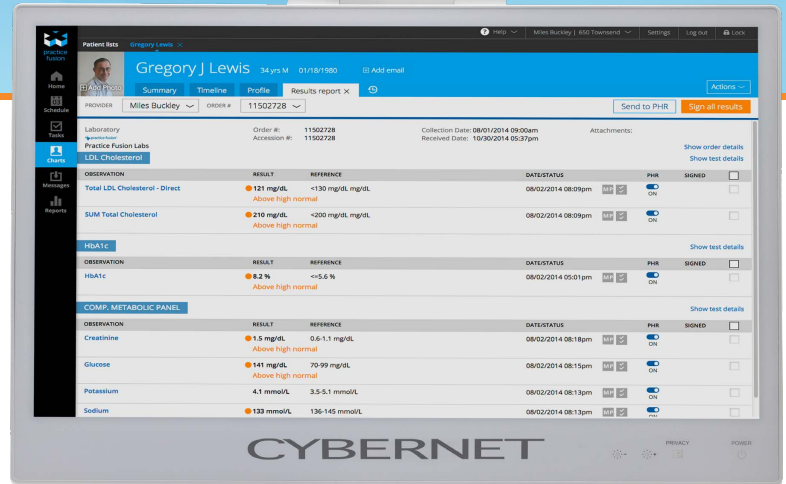 Help
Miles Buckley | 650 Townsend
Settings
Log out
Lock
practice fusion
Patient lists
Gregory Lewis ×
Gregory J Lewis 34 yrs M 01/18/1980 Add email
Add Photo
Home
Schedule
Tasks
Charts
Messages
Reports
Summary Timeline Profile Results report ×
Actions
PROVIDER Miles Buckley ORDER # 11502728
Send to PHR Sign all results
Laboratory Order #: 11502728 Collection Date: 08/01/2014 09:00am Attachments:
practice fusion Accession #: 11502728 Received Date: 10/30/2014 05:37pm
Practice Fusion Labs Show order details
LDL Cholesterol Show test details
OBSERVATION RESULT REFERENCE DATE/STATUS PHR SIGNED
Total LDL Cholesterol - Direct 121 mg/dL <130 mg/dL mg/dL 08/02/2014 08:09pm MP ON
Above high normal
SUM Total Cholesterol 210 mg/dL <200 mg/dL mg/dL 08/02/2014 08:09pm MP ON
Above high normal
HbA1c Show test details
OBSERVATION RESULT REFERENCE DATE/STATUS PHR SIGNED
HbA1c 8.2 % <=5.6 % 08/02/2014 05:01pm MP ON
Above high normal
COMP. METABOLIC PANEL Show test details
OBSERVATION RESULT REFERENCE DATE/STATUS PHR SIGNED
Creatinine 1.5 mg/dL 0.6-1.1 mg/dL 08/02/2014 08:18pm MP ON
Above high normal
Glucose 141 mg/dL 70-99 mg/dL 08/02/2014 08:15pm MP ON
Above high normal
Potassium 4.1 mmol/L 3.5-5.1 mmol/L 08/02/2014 08:13pm MP ON
Sodium 133 mmol/L 136-145 mmol/L 08/02/2014 08:13pm MP ON
CYBERNET
PRIVACY
POWER